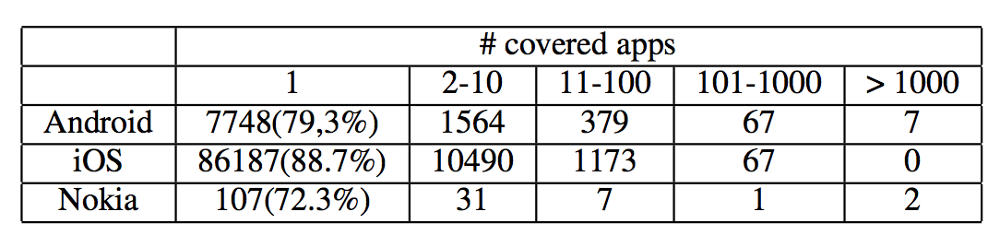 # covered apps
1 2-10 11-100 101-1000 > 1000
Android 7748(79,3%) 1564 379 67 7
iOS 86187(88.7%) 10490 1173 67 0
Nokia 107(72.3%) 31 7 1 2